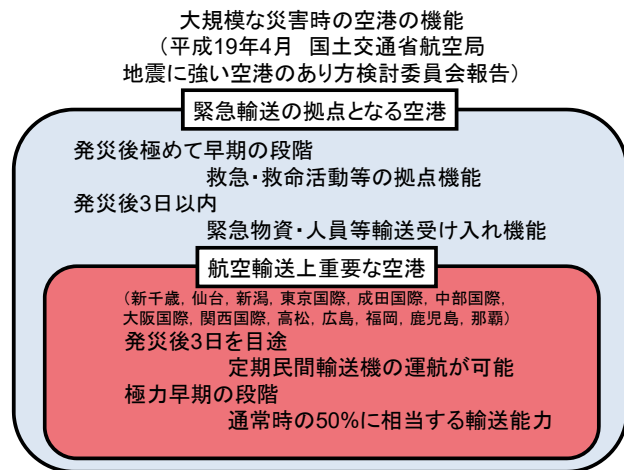 大規模な災害時の空港の機能
（平成19年4月　国土交通省航空局
地震に強い空港のあり方検討委員会報告）
緊急輸送の拠点となる空港
発災後極めて早期の段階
救急・救命活動等の拠点機能
発災後3日以内
緊急物資・人員等輸送受け入れ機能
航空輸送上重要な空港
（新千歳, 仙台, 新潟, 東京国際, 成田国際, 中部国際,
大阪国際, 関西国際, 高松, 広島, 福岡, 鹿児島, 那覇）
発災後3日を目途
定期民間輸送機の運航が可能
極力早期の段階
通常時の50%に相当する輸送能力